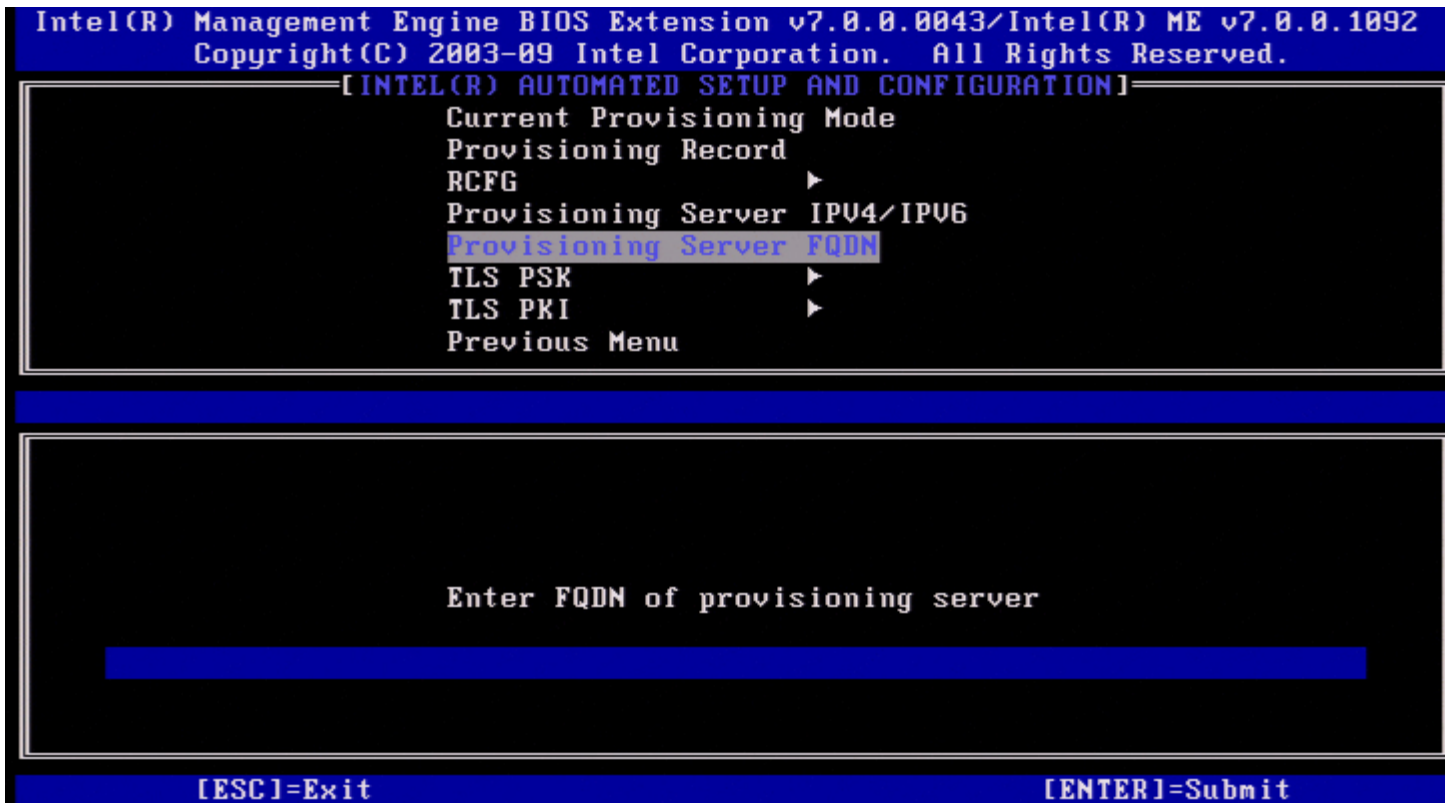 Intel(R) Management Engine BIOS Extension v7.0.0.0043/Intel(R) ME v7.0.0.1092
Copyright(C) 2003-09 Intel Corporation. All Rights Reserved.
[INTEL(R) AUTOMATED SETUP AND CONFIGURATION]
Current Provisioning Mode
Provisioning Record
RCFG ►
Provisioning Server IPV4/IPV6
Provisioning Server FQDN
TLS PSK ►
TLS PKI ►
Previous Menu
Enter FQDN of provisioning server
[ESC]=Exit [ENTER]=Submit